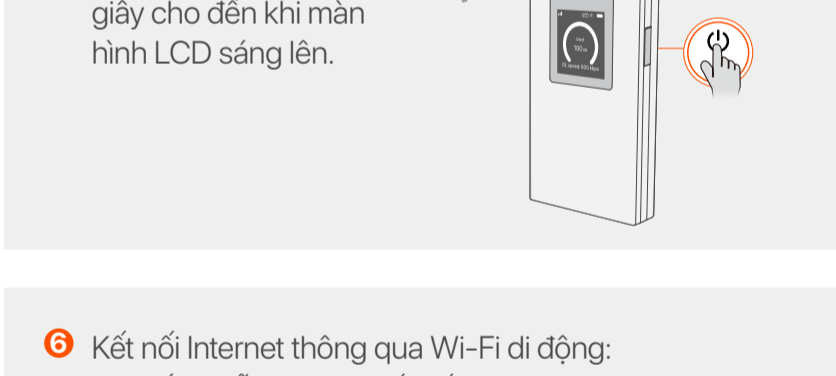 giây cho đến khi màn
hình LCD sáng lên.
100
6 Kết nối Internet thông qua Wi-Fi di động: